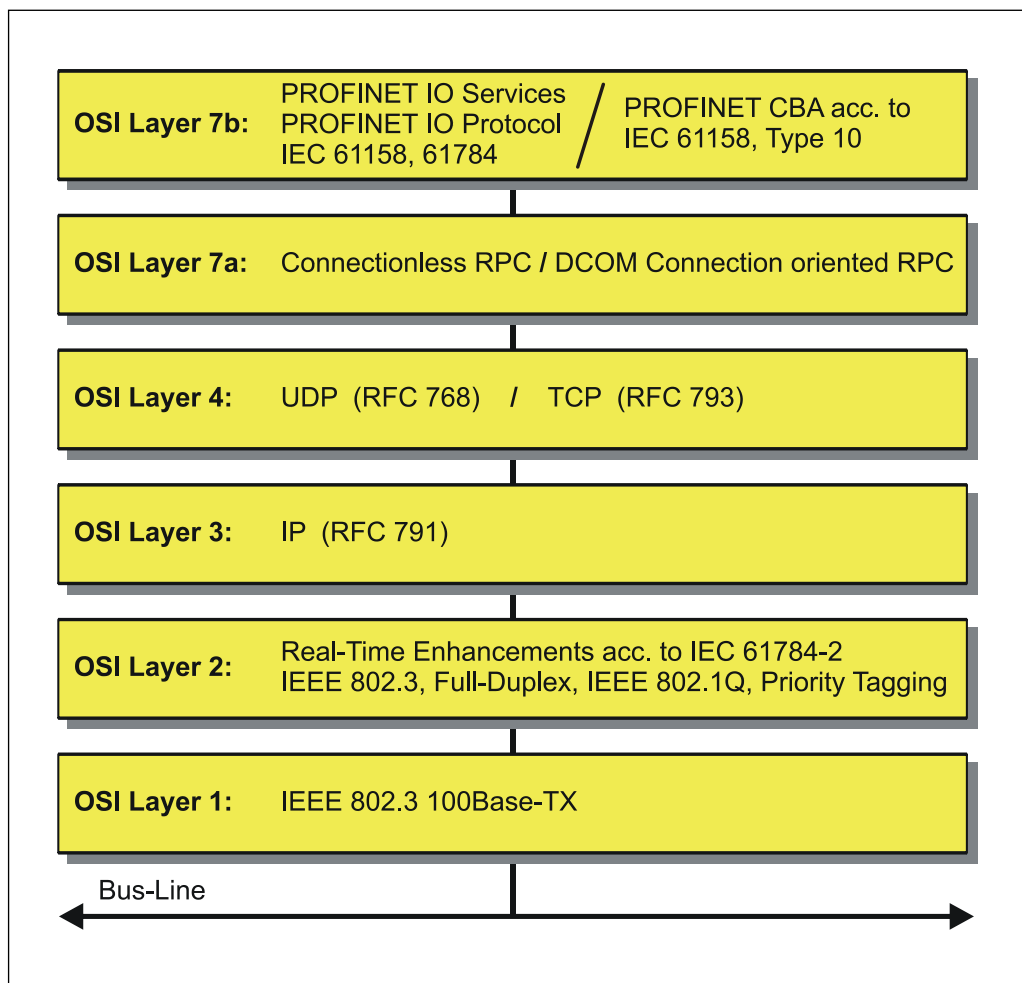 OSI Layer 7b:
PROFINET IO Services
PROFINET IO Protocol
IEC 61158, 61784
/
PROFINET CBA acc. to
IEC 61158, Type 10
OSI Layer 7a: Connectionless RPC / DCOM Connection oriented RPC
OSI Layer 4: UDP (RFC 768) / TCP (RFC 793)
OSI Layer 3: IP (RFC 791)
OSI Layer 2:
Real-Time Enhancements acc. to IEC 61784-2
IEEE 802.3, Full-Duplex, IEEE 802.1Q, Priority Tagging
OSI Layer 1: IEEE 802.3 100Base-TX
Bus-Line